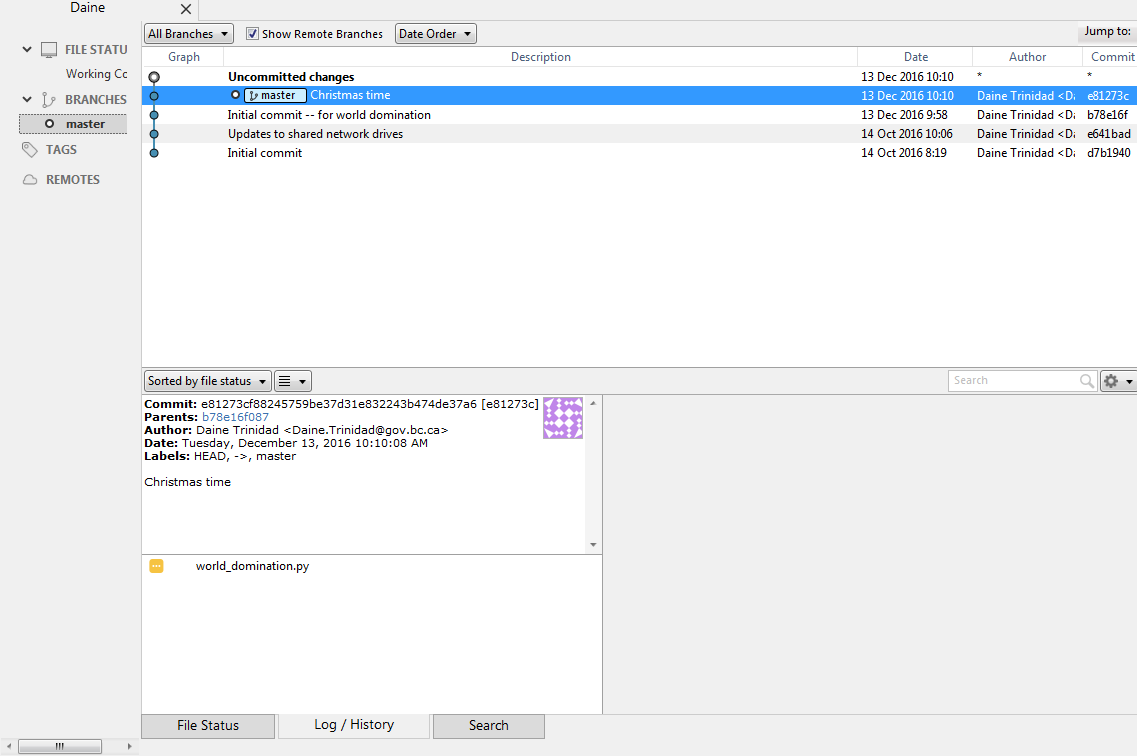 Daine
All Branches Show Remote Branches Date Order Jump to:
FILE STATU
Working Cc
BRANCHES
master
TAGS
REMOTES
Graph Description Date Author Commit
Uncommitted changes 13 Dec 2016 10:10 * *
master Christmas time 13 Dec 2016 10:10 Daine Trinidad <Da e81273c
Initial commit -- for world domination 13 Dec 2016 9:58 Daine Trinidad <Da b78e16f
Updates to shared network drives 14 Oct 2016 10:06 Daine Trinidad <Da e641bad
Initial commit 14 Oct 2016 8:19 Daine Trinidad <Da d7b1940
Sorted by file status Search
Commit: e81273cf88245759be37d31e832243b474de37a6 [e81273c]
Parents: b78e16f087
Author: Daine Trinidad <Daine.Trinidad@gov.bc.ca>
Date: Tuesday, December 13, 2016 10:10:08 AM
Labels: HEAD, ->, master
Christmas time
world_domination.py
File Status Log / History Search